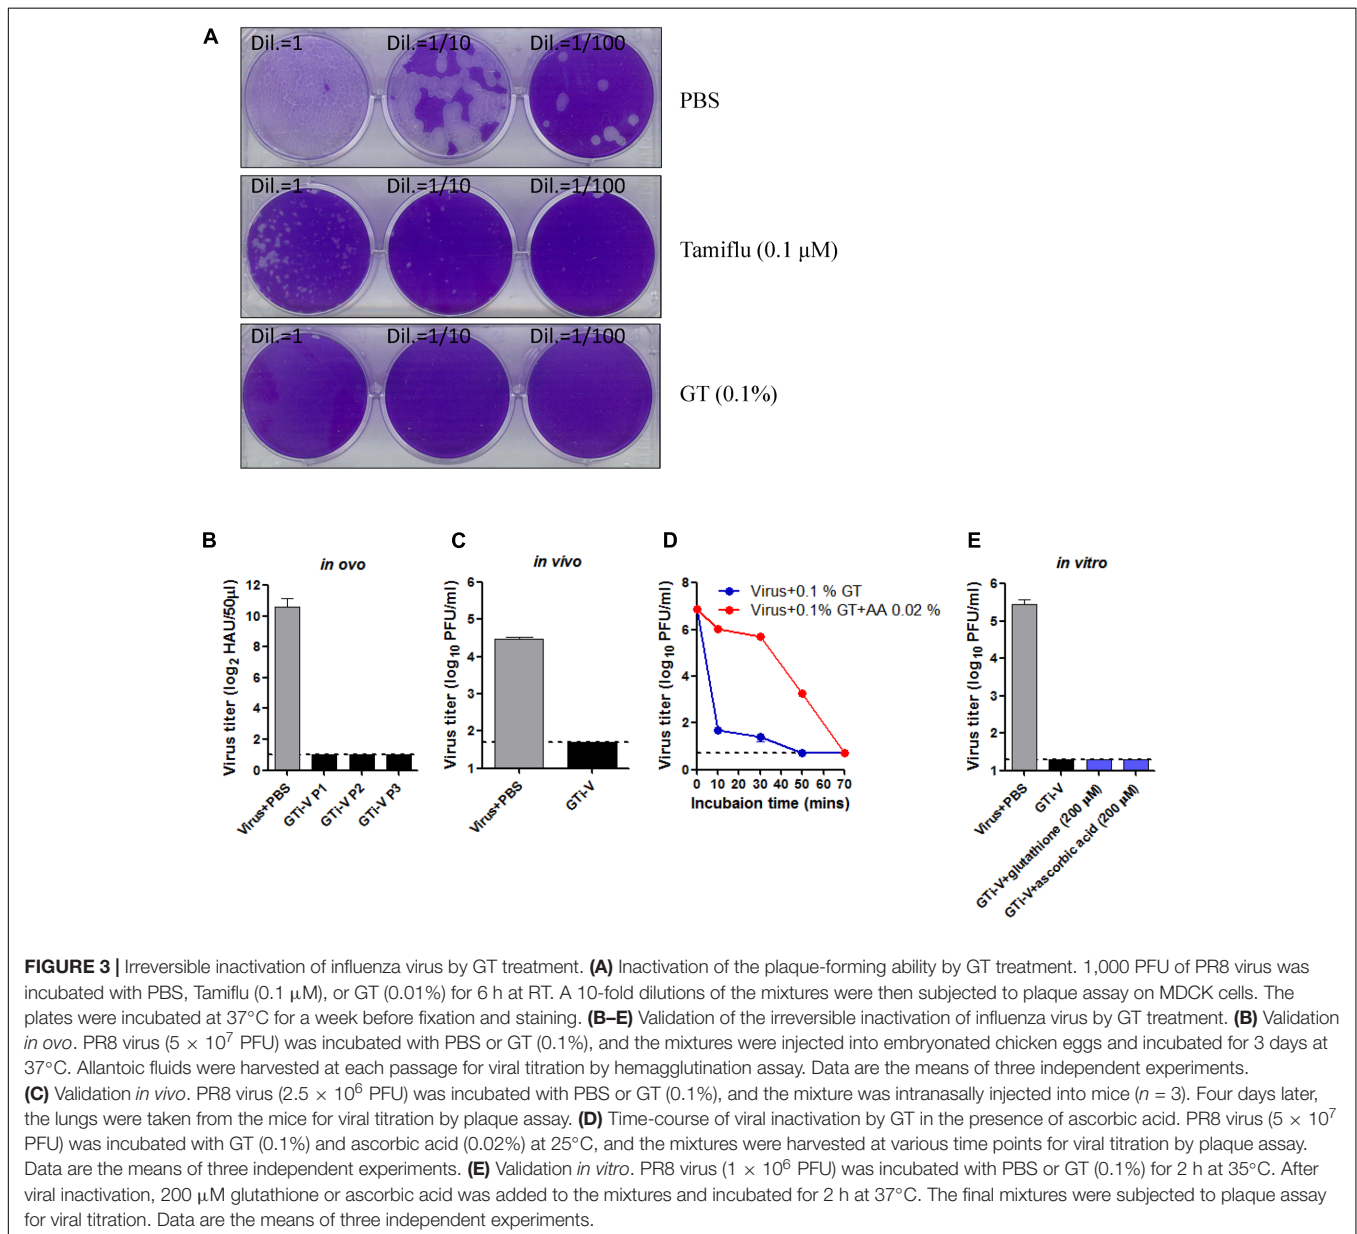 A
Dil.=1 Dil.=1/10 Dil.=1/100
PBS
Dil.=1 Dil.=1/10 Dil.=1/100
Tamiflu (0.1 μM)
Dil.=1 Dil.=1/10 Dil.=1/100
GT (0.1%)
B
in ovo
Virus titer (log2 HAU/50μl)
12
10
8
6
4
2
0
Virus+PBS
GTi-V P1
GTi-V P2
GTi-V P3
C
in vivo
Virus titer (log10 PFU/ml)
6
5
4
3
2
1
Virus+PBS
GTi-V
D
Virus titer (log10 PFU/ml)
8
6
4
2
0
Virus+0.1 % GT
Virus+0.1% GT+AA 0.02 %
0 10 20 30 40 50 60 70
Incubaion time (mins)
E
in vitro
Virus titer (log10 PFU/ml)
6
5
4
3
2
1
Virus+PBS
GTi-V
GTi-V+glutathione (200 μM)
GTi-V+ascorbic acid (200 μM)
FIGURE 3 | Irreversible inactivation of influenza virus by GT treatment. (A) Inactivation of the plaque-forming ability by GT treatment. 1,000 PFU of PR8 virus was
incubated with PBS, Tamiflu (0.1 μM), or GT (0.01%) for 6 h at RT. A 10-fold dilutions of the mixtures were then subjected to plaque assay on MDCK cells. The
plates were incubated at 37°C for a week before fixation and staining. (B–E) Validation of the irreversible inactivation of influenza virus by GT treatment. (B) Validation
in ovo. PR8 virus (5 × 10⁷ PFU) was incubated with PBS or GT (0.1%), and the mixtures were injected into embryonated chicken eggs and incubated for 3 days at
37°C. Allantoic fluids were harvested at each passage for viral titration by hemagglutination assay. Data are the means of three independent experiments.
(C) Validation in vivo. PR8 virus (2.5 × 10⁶ PFU) was incubated with PBS or GT (0.1%), and the mixture was intranasally injected into mice (n = 3). Four days later,
the lungs were taken from the mice for viral titration by plaque assay. (D) Time-course of viral inactivation by GT in the presence of ascorbic acid. PR8 virus (5 × 10⁷
PFU) was incubated with GT (0.1%) and ascorbic acid (0.02%) at 25°C, and the mixtures were harvested at various time points for viral titration by plaque assay.
Data are the means of three independent experiments. (E) Validation in vitro. PR8 virus (1 × 10⁶ PFU) was incubated with PBS or GT (0.1%) for 2 h at 35°C. After
viral inactivation, 200 μM glutathione or ascorbic acid was added to the mixtures and incubated for 2 h at 37°C. The final mixtures were subjected to plaque assay
for viral titration. Data are the means of three independent experiments.